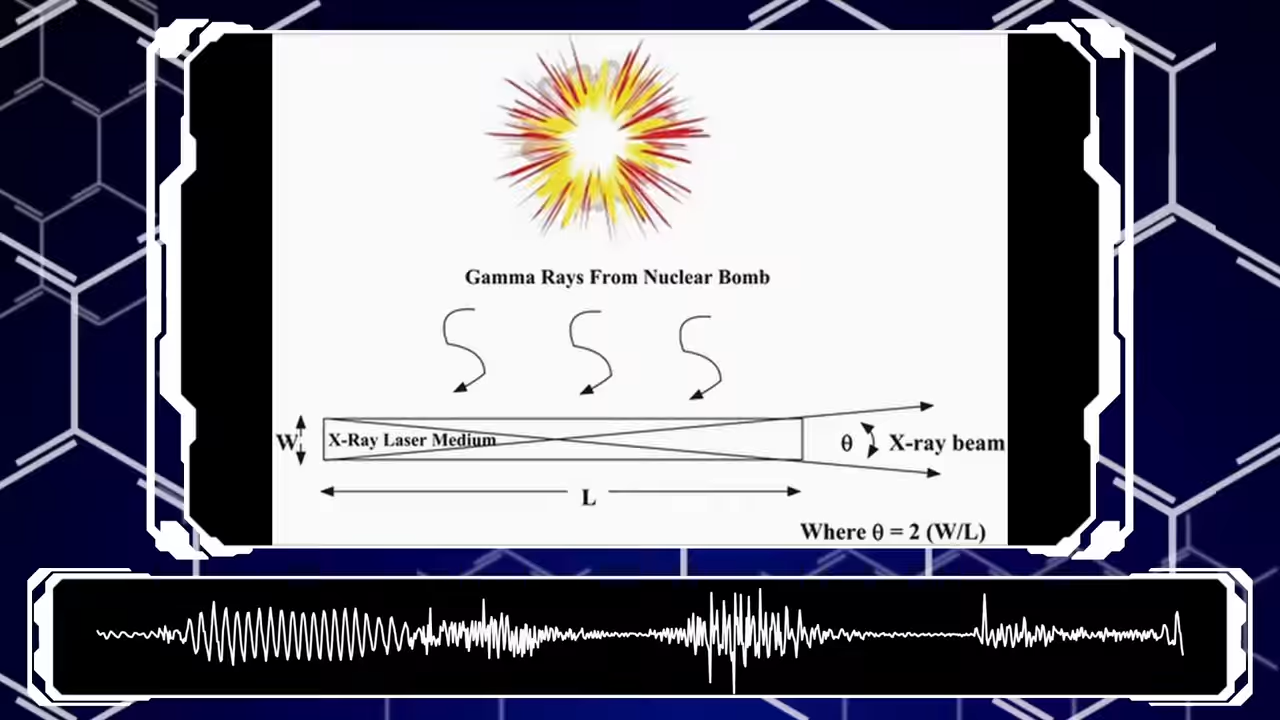 Gamma Rays From Nuclear Bomb
W
X-Ray Laser Medium
θ
X-ray beam
L
Where θ = 2 (W/L)